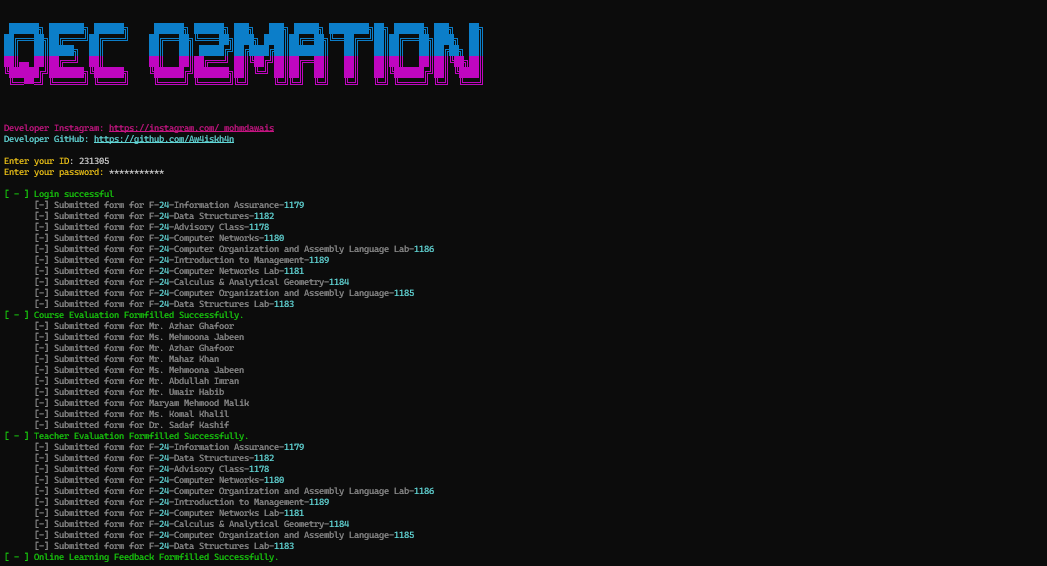 QEC O2MATION
Developer Instagram: https://instagram.com/_mohmdawais
Developer GitHub: https://github.com/Aw4iskh4n
Enter your ID: 231305
Enter your password: ***********
[ - ] Login successful
[-] Submitted form for F-24-Information Assurance-1179
[-] Submitted form for F-24-Data Structures-1182
[-] Submitted form for F-24-Advisory Class-1178
[-] Submitted form for F-24-Computer Networks-1180
[-] Submitted form for F-24-Computer Organization and Assembly Language Lab-1186
[-] Submitted form for F-24-Introduction to Management-1189
[-] Submitted form for F-24-Computer Networks Lab-1181
[-] Submitted form for F-24-Calculus & Analytical Geometry-1184
[-] Submitted form for F-24-Computer Organization and Assembly Language-1185
[-] Submitted form for F-24-Data Structures Lab-1183
[ - ] Course Evaluation Formfilled Successfully.
[-] Submitted form for Mr. Azhar Ghafoor
[-] Submitted form for Ms. Mehmoona Jabeen
[-] Submitted form for Mr. Azhar Ghafoor
[-] Submitted form for Mr. Mahaz Khan
[-] Submitted form for Ms. Mehmoona Jabeen
[-] Submitted form for Mr. Abdullah Imran
[-] Submitted form for Mr. Umair Habib
[-] Submitted form for Maryam Mehmood Malik
[-] Submitted form for Ms. Komal Khalil
[-] Submitted form for Dr. Sadaf Kashif
[ - ] Teacher Evaluation Formfilled Successfully.
[-] Submitted form for F-24-Information Assurance-1179
[-] Submitted form for F-24-Data Structures-1182
[-] Submitted form for F-24-Advisory Class-1178
[-] Submitted form for F-24-Computer Networks-1180
[-] Submitted form for F-24-Computer Organization and Assembly Language Lab-1186
[-] Submitted form for F-24-Introduction to Management-1189
[-] Submitted form for F-24-Computer Networks Lab-1181
[-] Submitted form for F-24-Calculus & Analytical Geometry-1184
[-] Submitted form for F-24-Computer Organization and Assembly Language-1185
[-] Submitted form for F-24-Data Structures Lab-1183
[ - ] Online Learning Feedback Formfilled Successfully.